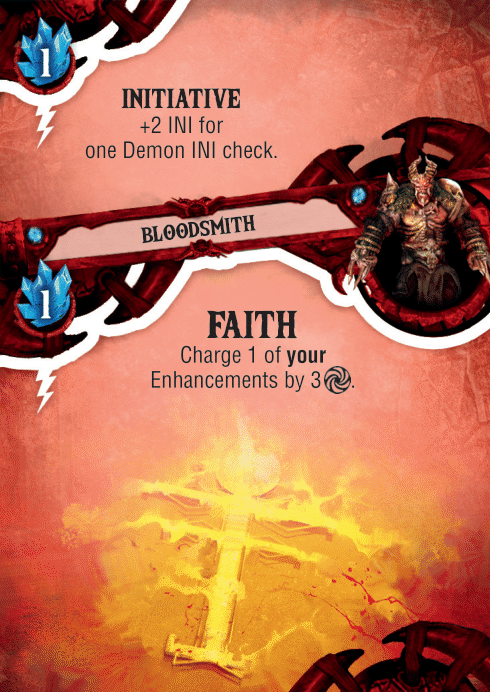 1
INITIATIVE
+2 INI for
one Demon INI check.
BLOODSMITH
1
FAITH
Charge 1 of your
Enhancements by 3.